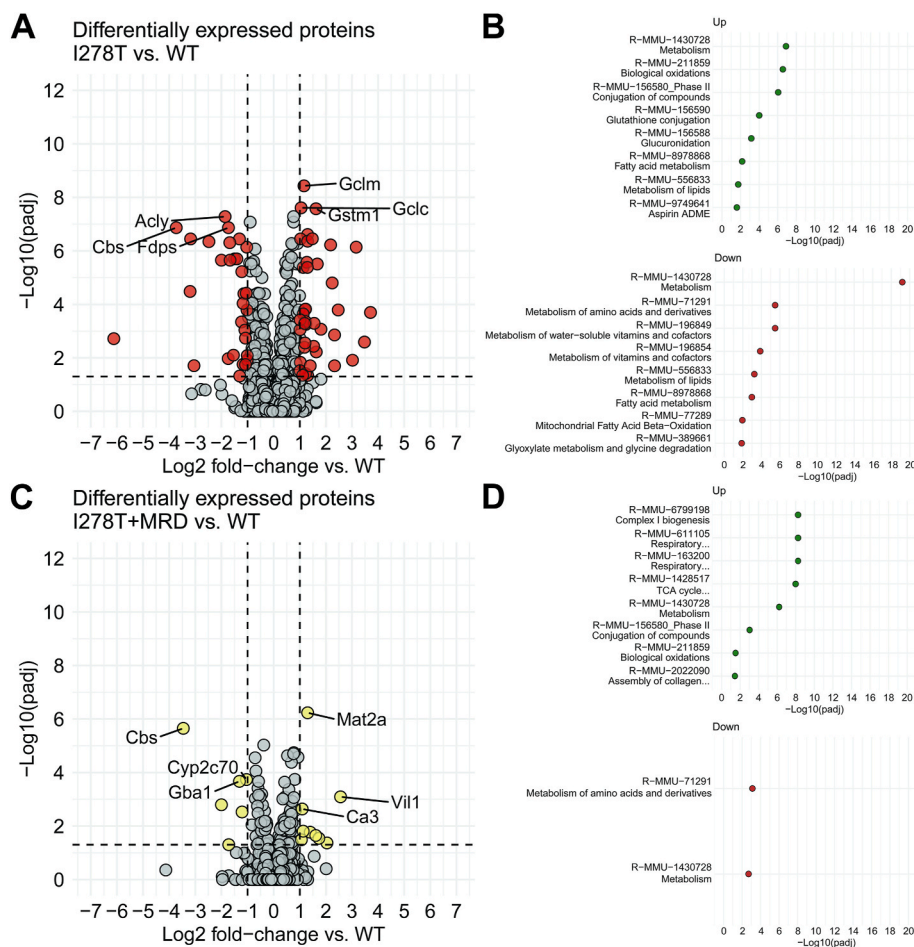 A
Differentially expressed proteins
I278T vs. WT
12
10
8
6
4
2
0
−Log10(padj)
Gclm
Gclc
Gstm1
Acly
Cbs
Fdps
−7 −6 −5 −4 −3 −2 −1 0 1 2 3 4 5 6 7
Log2 fold−change vs. WT
B
Up
R−MMU−1430728
Metabolism
R−MMU−211859
Biological oxidations
R−MMU−156580_Phase II
Conjugation of compounds
R−MMU−156590
Glutathione conjugation
R−MMU−156588
Glucuronidation
R−MMU−8978868
Fatty acid metabolism
R−MMU−556833
Metabolism of lipids
R−MMU−9749641
Aspirin ADME
0 2 4 6 8 10 12 14 16 18 20
−Log10(padj)
Down
R−MMU−1430728
Metabolism
R−MMU−71291
Metabolism of amino acids and derivatives
R−MMU−196849
Metabolism of water−soluble vitamins and cofactors
R−MMU−196854
Metabolism of vitamins and cofactors
R−MMU−556833
Metabolism of lipids
R−MMU−8978868
Fatty acid metabolism
R−MMU−77289
Mitochondrial Fatty Acid Beta−Oxidation
R−MMU−389661
Glyoxylate metabolism and glycine degradation
0 2 4 6 8 10 12 14 16 18 20
−Log10(padj)
C
Differentially expressed proteins
I278T+MRD vs. WT
12
10
8
6
4
2
0
−Log10(padj)
Mat2a
Cbs
Cyp2c70
Gba1
Vil1
Ca3
−7 −6 −5 −4 −3 −2 −1 0 1 2 3 4 5 6 7
Log2 fold−change vs. WT
D
Up
R−MMU−6799198
Complex I biogenesis
R−MMU−611105
Respiratory...
R−MMU−163200
Respiratory...
R−MMU−1428517
TCA cycle...
R−MMU−1430728
Metabolism
R−MMU−156580_Phase II
Conjugation of compounds
R−MMU−211859
Biological oxidations
R−MMU−2022090
Assembly of collagen...
0 2 4 6 8 10 12 14 16 18 20
−Log10(padj)
Down
R−MMU−71291
Metabolism of amino acids and derivatives
R−MMU−1430728
Metabolism
0 2 4 6 8 10 12 14 16 18 20
−Log10(padj)